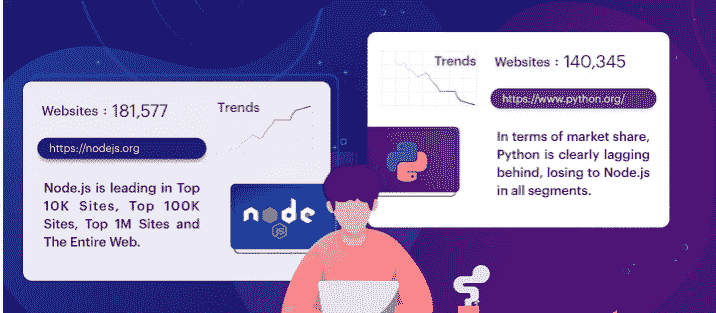 Websites : 181,577
Trends
https://nodejs.org
Node.js is leading in Top
10K Sites, Top 100K
Sites, Top 1M Sites and
The Entire Web.
node
JS
Trends
Websites : 140,345
https://www.python.org/
In terms of market share,
Python is clearly lagging
behind, losing to Node.js
in all segments.